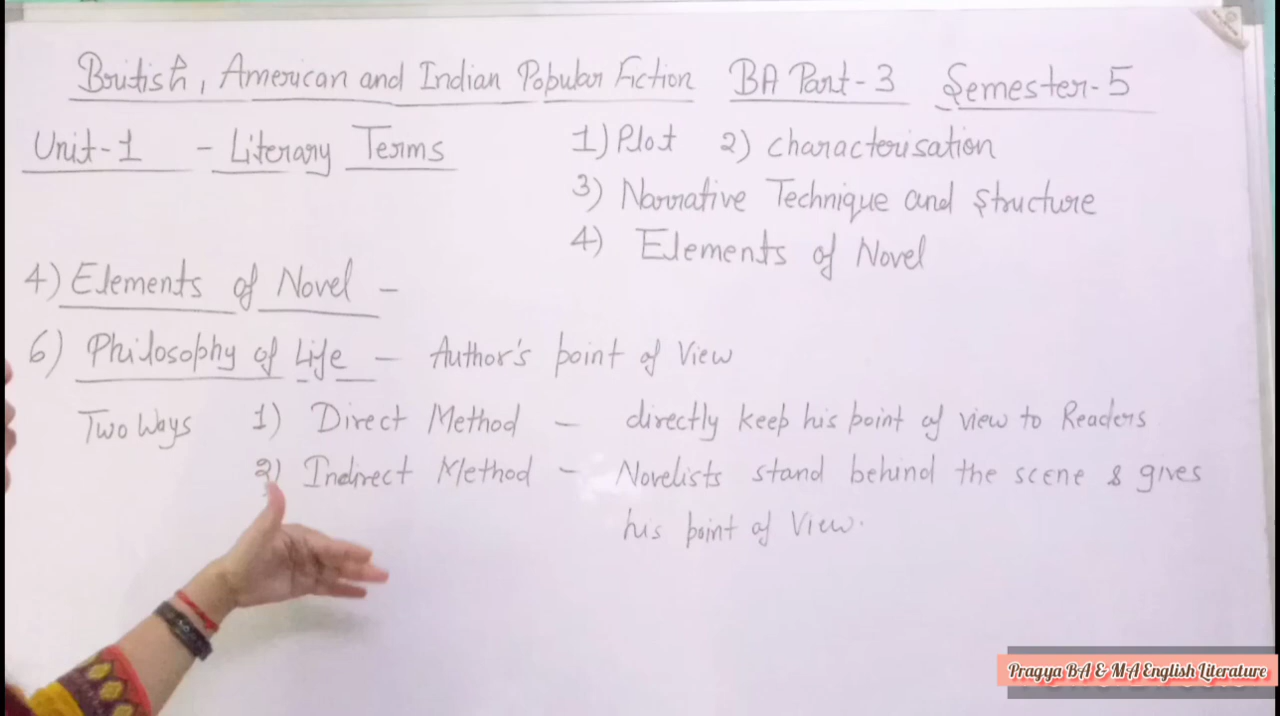 British, American and Indian Popular Fiction BA Part-3 Semester-5
Unit-1 - Literary Terms 1) Plot 2) Characterisation
3) Narrative Technique and Structure
4) Elements of Novel
4) Elements of Novel -
6) Philosophy of Life - Author's point of View
Two Ways 1) Direct Method - directly keep his point of view to Readers
2) Indirect Method - Novelists stand behind the scene & gives
his point of View.
Pragya BA & MA English Literature